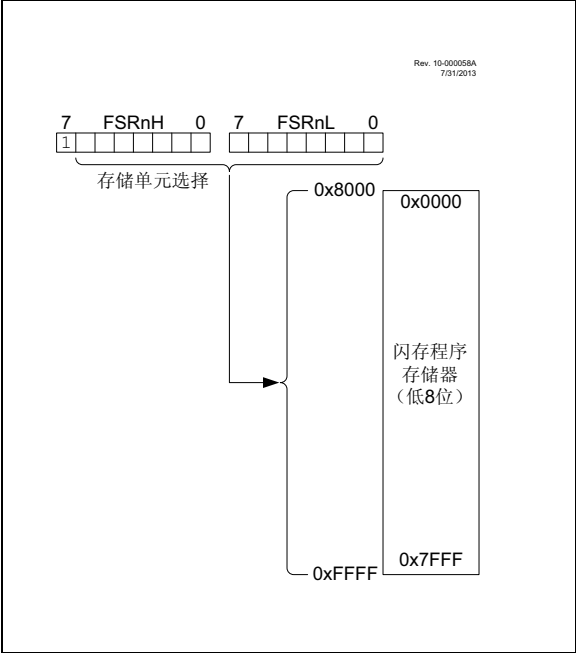 Rev. 10-000058A
7/31/2013
7 FSRnH 0 7 FSRnL 0
1
存储单元选择
0x8000
0x0000
闪存程序
存储器
（低8位）
0x7FFF
0xFFFF